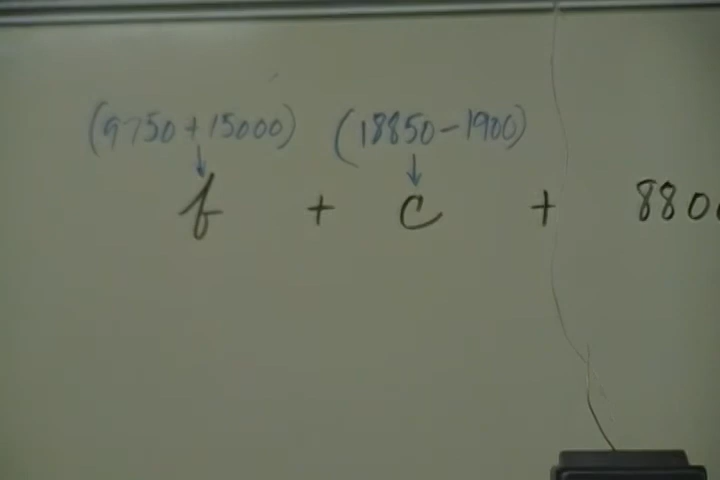 (9750+15000) (18850-1900)
f + c + 880